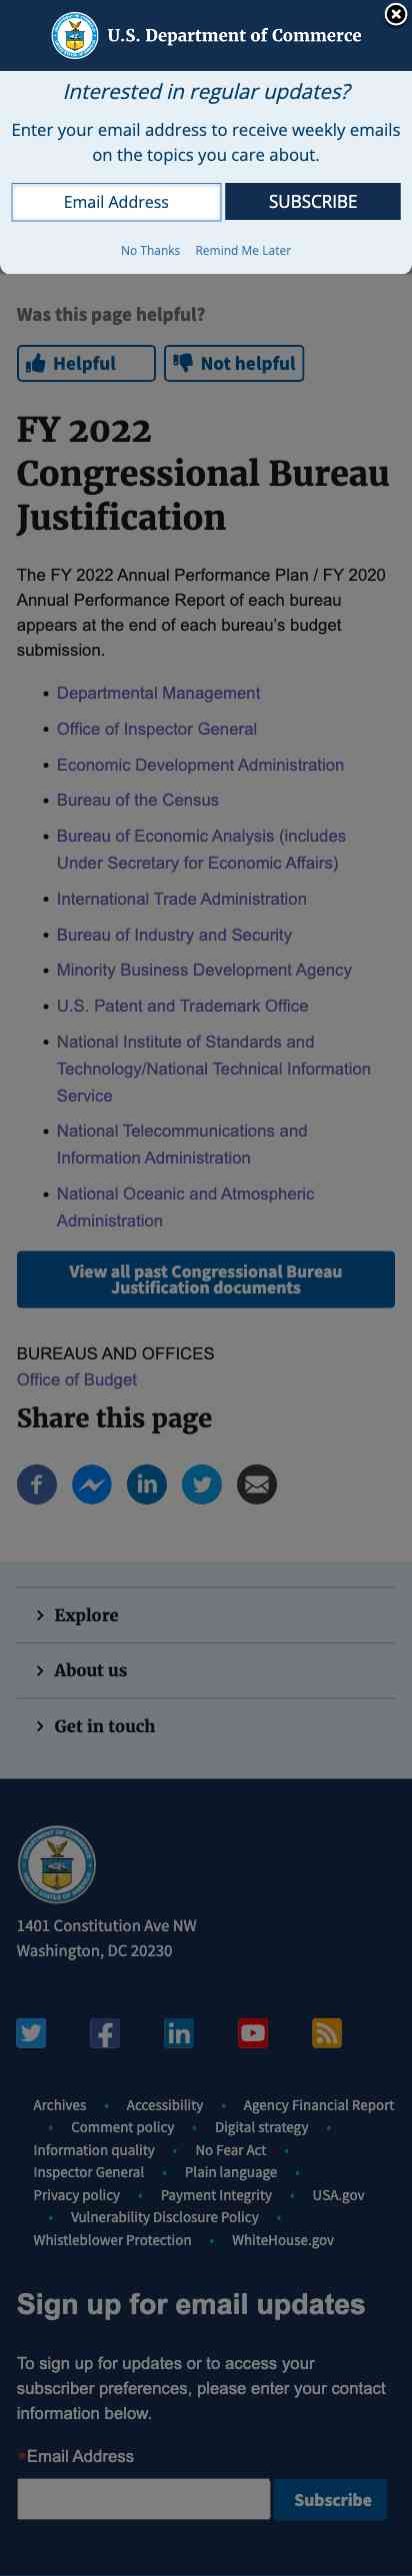 U.S. Department of Commerce
Interested in regular updates?
Enter your email address to receive weekly emails
on the topics you care about.
Email Address
SUBSCRIBE
No Thanks
Remind Me Later
Was this page helpful?
Helpful
Not helpful
FY 2022
Congressional Bureau
Justification
The FY 2022 Annual Performance Plan / FY 2020
Annual Performance Report of each bureau
appears at the end of each bureau's budget
submission.
• Departmental Management
• Office of Inspector General
• Economic Development Administration
• Bureau of the Census
• Bureau of Economic Analysis (includes
Under Secretary for Economic Affairs)
• International Trade Administration
• Bureau of Industry and Security
• Minority Business Development Agency
• U.S. Patent and Trademark Office
• National Institute of Standards and
Technology/National Technical Information
Service
• National Telecommunications and
Information Administration
• National Oceanic and Atmospheric
Administration
View all past Congressional Bureau
Justification documents
BUREAUS AND OFFICES
Office of Budget
Share this page
Explore
About us
Get in touch
1401 Constitution Ave NW
Washington, DC 20230
Archives • Accessibility • Agency Financial Report
• Comment policy • Digital strategy •
Information quality • No Fear Act •
Inspector General • Plain language •
Privacy policy • Payment Integrity • USA.gov
• Vulnerability Disclosure Policy •
Whistleblower Protection • WhiteHouse.gov
Sign up for email updates
To sign up for updates or to access your
subscriber preferences, please enter your contact
information below.
*Email Address
Subscribe